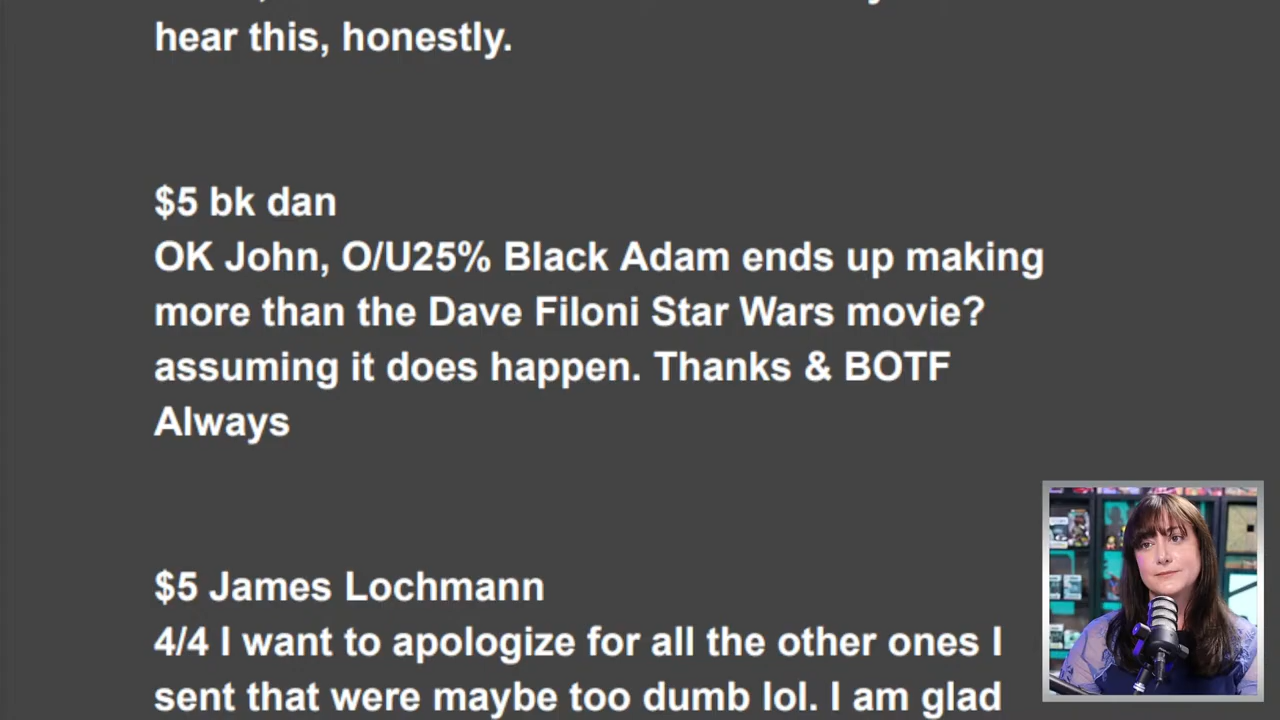 hear this, honestly.
$5 bk dan
OK John, O/U25% Black Adam ends up making
more than the Dave Filoni Star Wars movie?
assuming it does happen. Thanks & BOTF
Always
$5 James Lochmann
4/4 I want to apologize for all the other ones I
sent that were maybe too dumb lol. I am glad